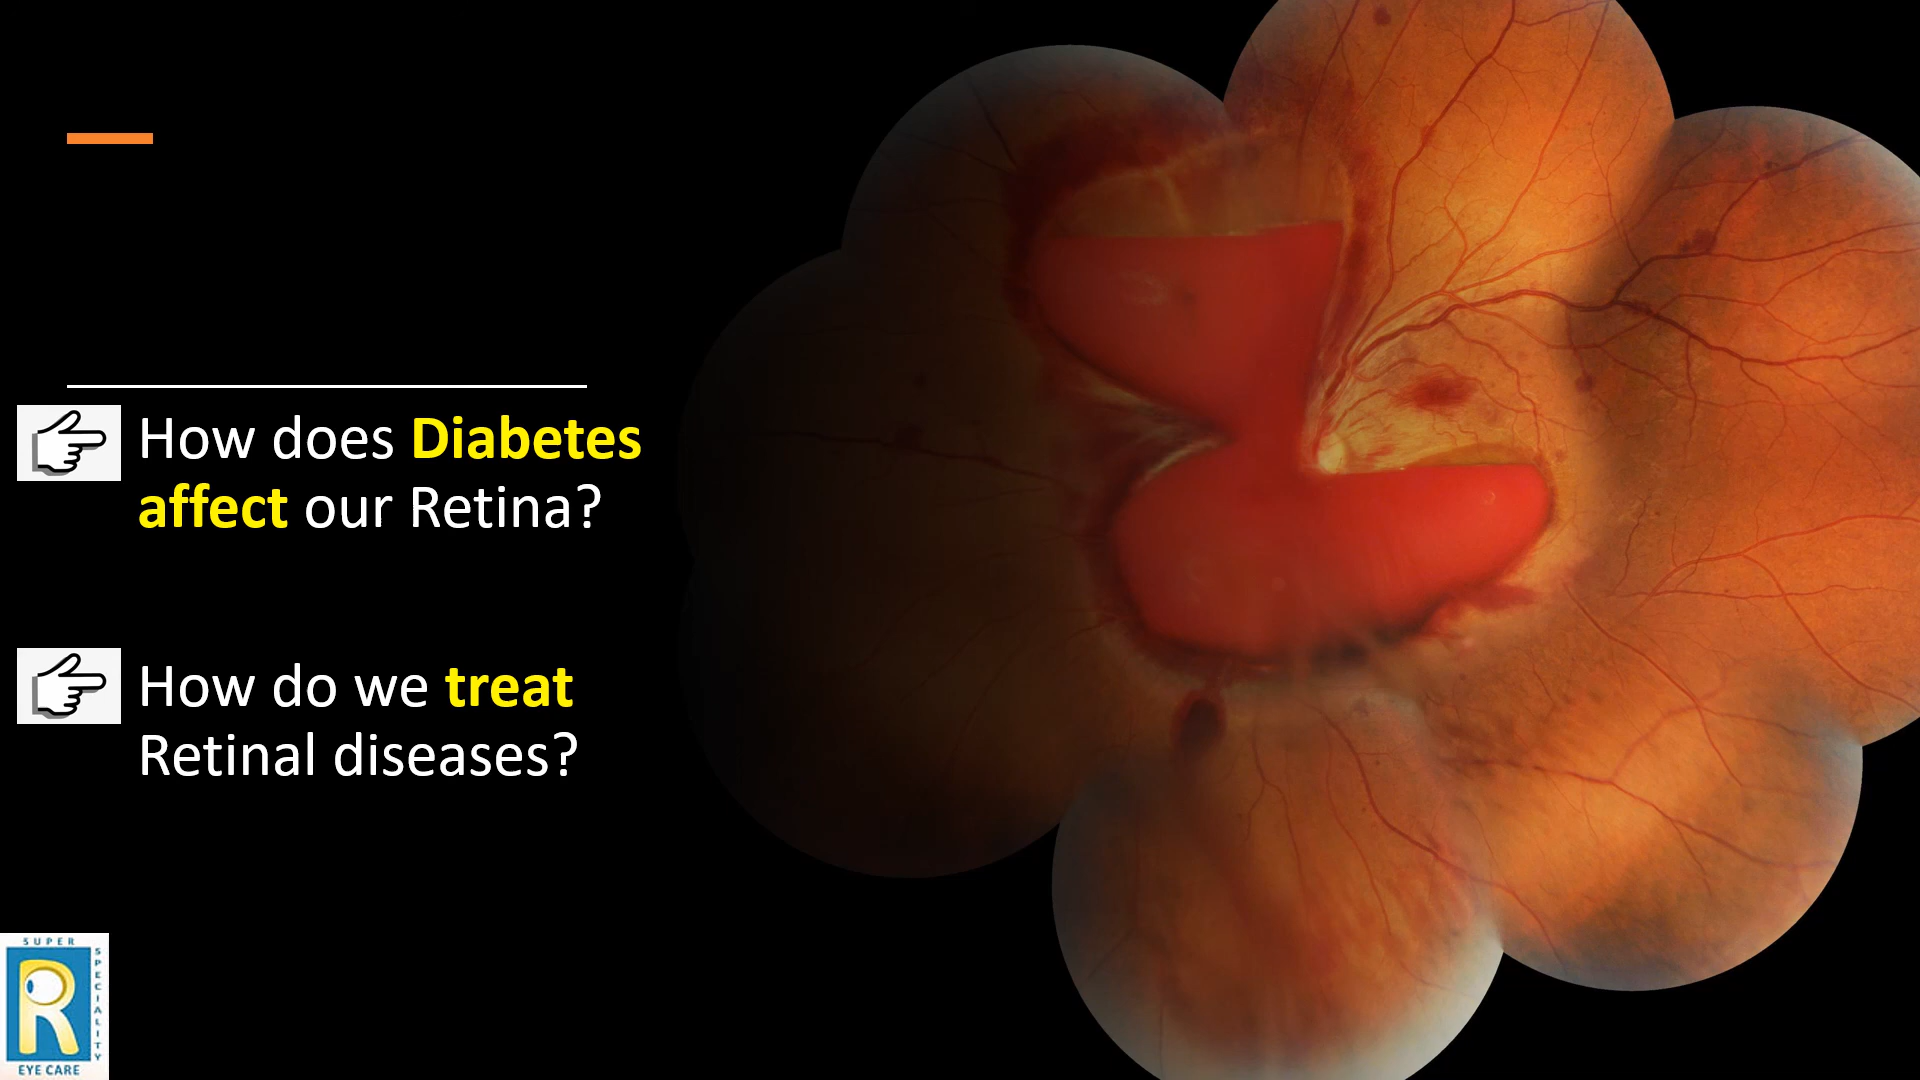 How does Diabetes
affect our Retina?
How do we treat
Retinal diseases?
SUPER
SPECIALITY
R
EYE CARE